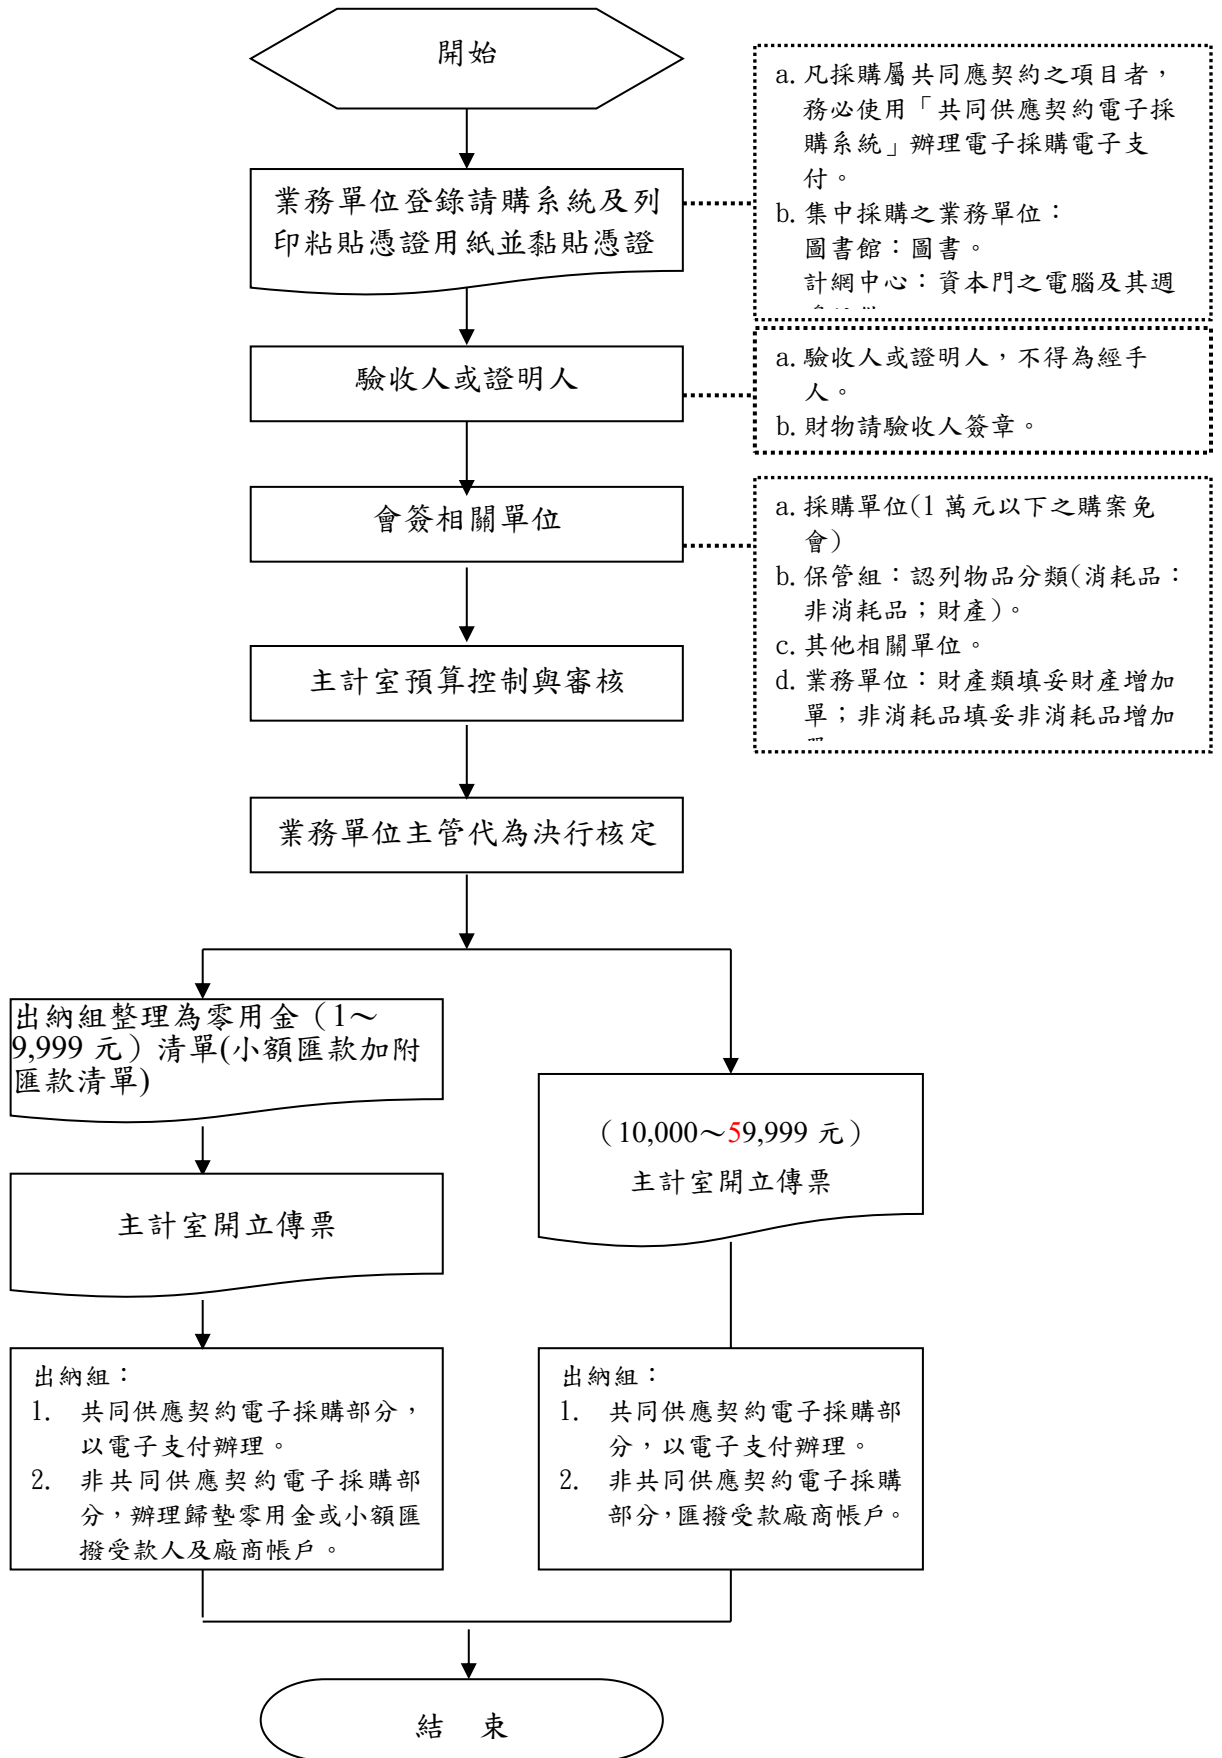 開始
a. 凡採購屬共同應契約之項目者，
務必使用「共同供應契約電子採
購系統」辦理電子採購電子支
付。
b. 集中採購之業務單位：
圖書館：圖書。
計網中心：資本門之電腦及其週
業務單位登錄請購系統及列
印粘貼憑證用紙並黏貼憑證
驗收人或證明人
a. 驗收人或證明人，不得為經手
人。
b. 財物請驗收人簽章。
會簽相關單位
a. 採購單位(1 萬元以下之購案免
會)
b. 保管組：認列物品分類(消耗品：
非消耗品；財產)。
c. 其他相關單位。
d. 業務單位：財產類填妥財產增加
單；非消耗品填妥非消耗品增加
主計室預算控制與審核
業務單位主管代為決行核定
出納組整理為零用金（1～
9,999 元）清單(小額匯款加附
匯款清單)
（10,000～59,999 元）
主計室開立傳票
主計室開立傳票
出納組：
1. 共同供應契約電子採購部分，
以電子支付辦理。
2. 非共同供應契約電子採購部
分，辦理歸墊零用金或小額匯
撥受款人及廠商帳戶。
出納組：
1. 共同供應契約電子採購部
分，以電子支付辦理。
2. 非共同供應契約電子採購
部分，匯撥受款廠商帳戶。
結 束